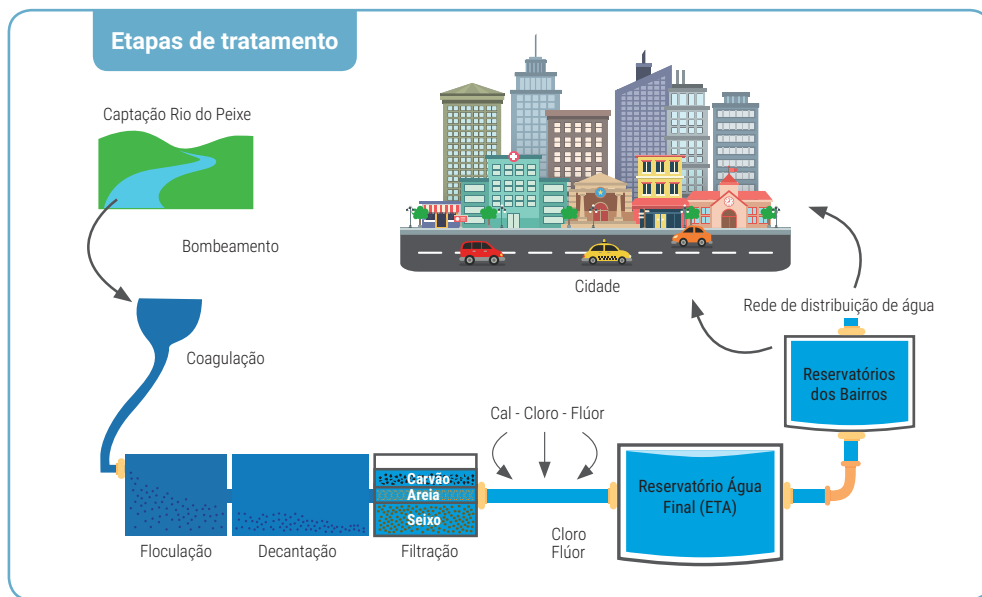 Etapas de tratamento
Captação Rio do Peixe
Bombeamento
Coagulação
Cidade
Rede de distribuição de água
Reservatórios
dos Bairros
Cal - Cloro - Flúor
Carvão
Areia
Seixo
Reservatório Água
Final (ETA)
Cloro
Flúor
Floculação
Decantação
Filtração